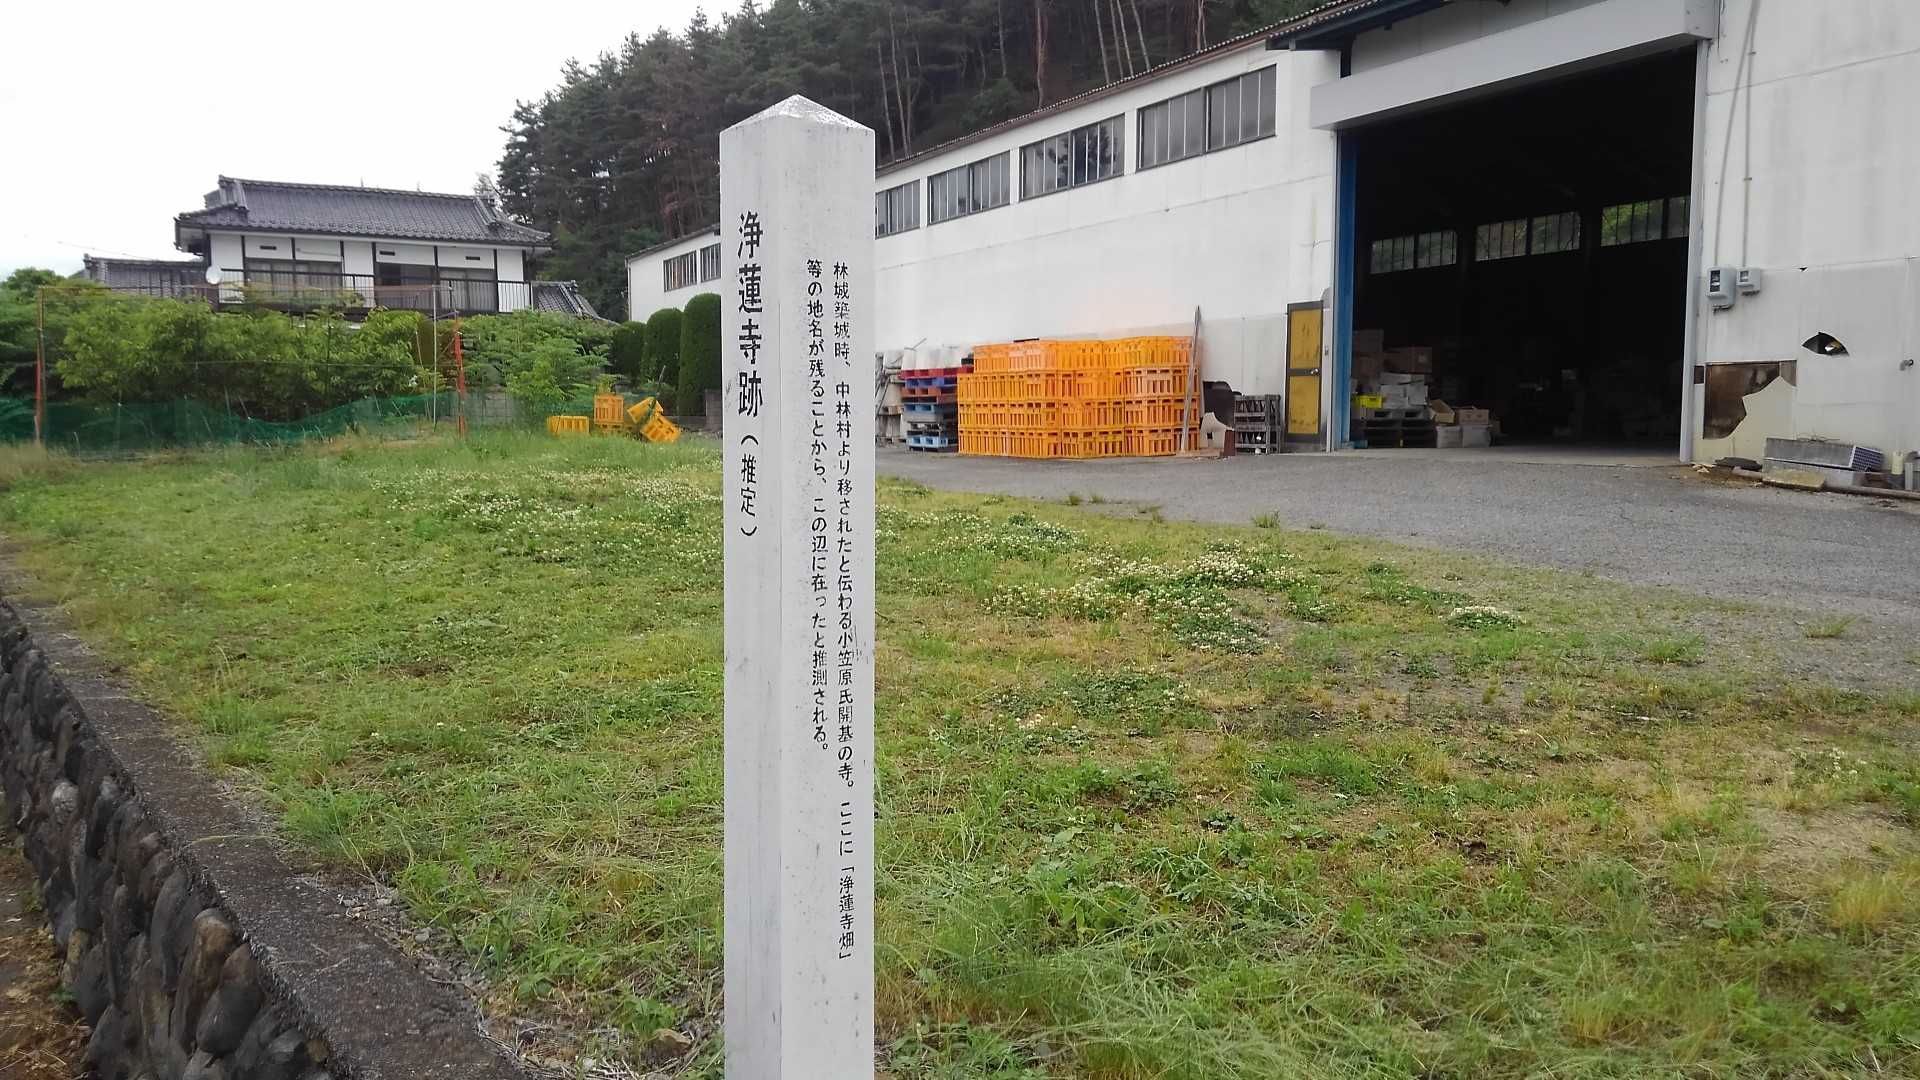 浄蓮寺跡（推定）
林城築城時、中林村より移されたと伝わる小笠原氏開基の寺。ここに「浄蓮寺畑」
等の地名が残ることから、この辺に在ったと推測される。